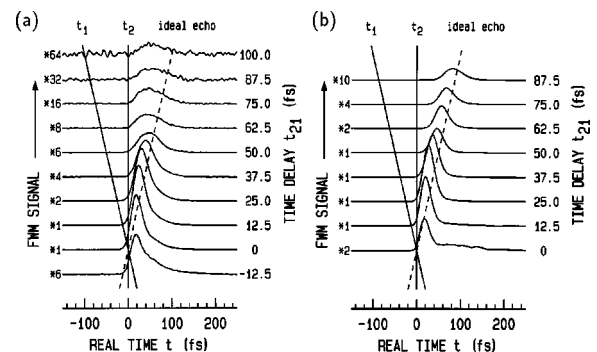 (a)
t1 t2 ideal echo
*64 100.0
*32 87.5
*16 75.0
*8 62.5
*6 50.0
*4 37.5
*2 25.0
*1 12.5
*1 0
*6 -12.5
FWM SIGNAL
TIME DELAY t21 (fs)
-100 0 100 200
REAL TIME t (fs)
(b)
t1 t2 ideal echo
*10 87.5
*4 75.0
*2 62.5
*1 50.0
*1 37.5
*1 25.0
*1 12.5
*2 0
FWM SIGNAL
TIME DELAY t21 (fs)
-100 0 100 200
REAL TIME t (fs)